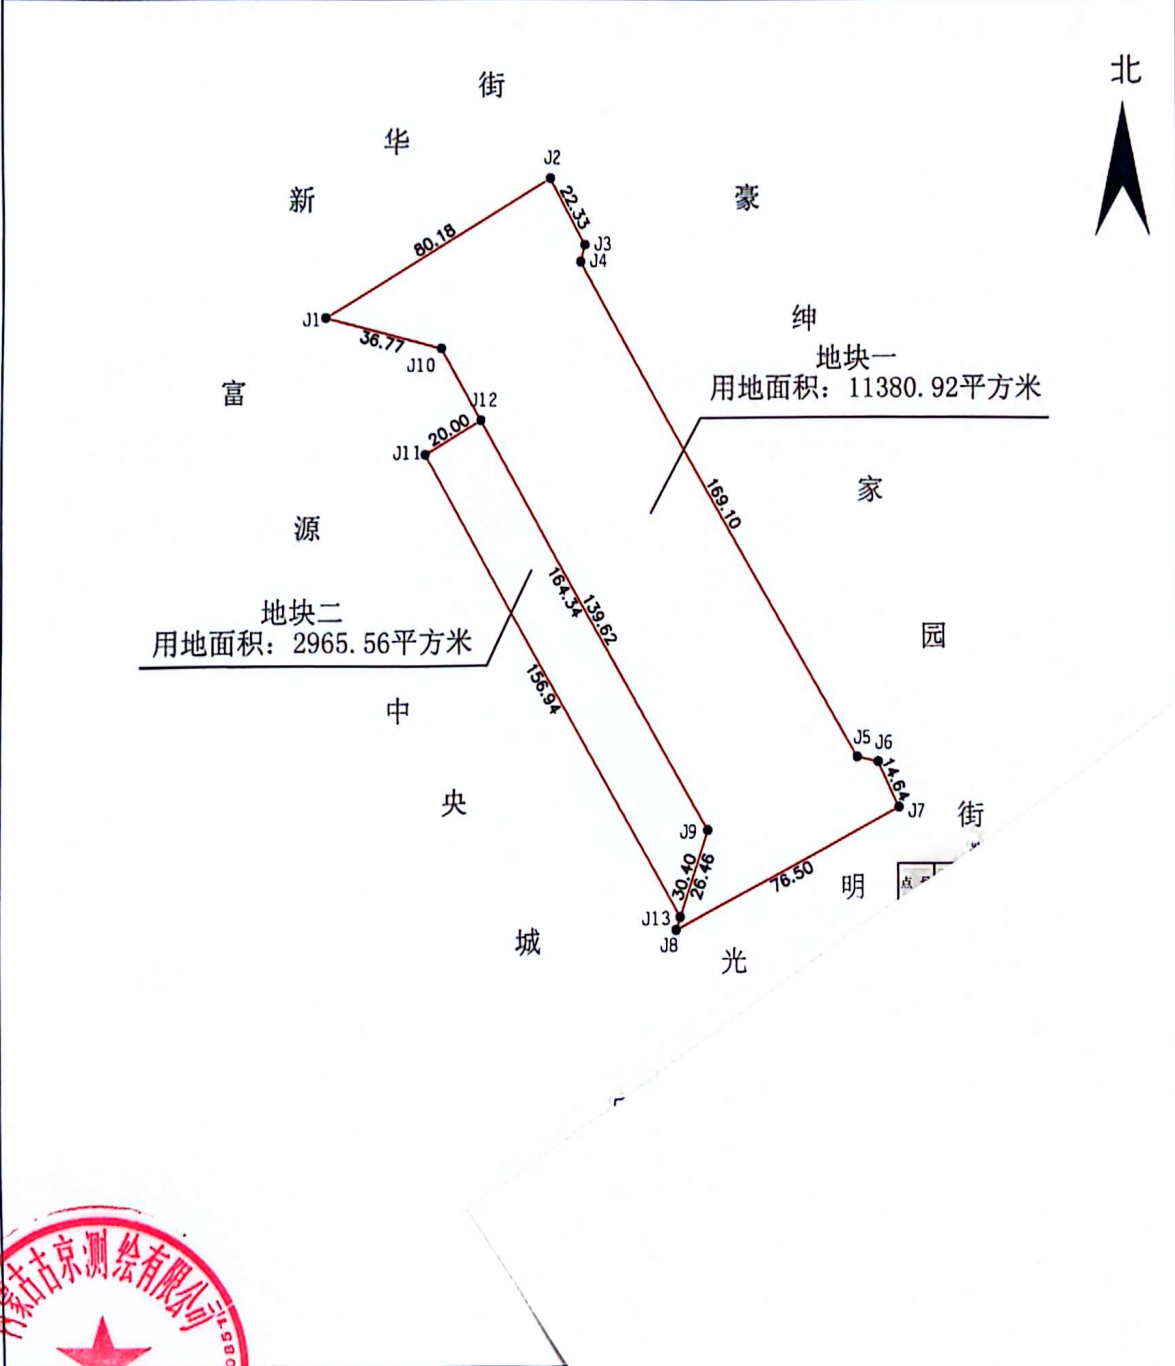 北
新华街
豪绅家园
富源中央城
光明街
J2
22.33
J3
J4
80.18
J1
36.77
J10
J12
20.00
J11
地块一
用地面积：11380.92平方米
169.10
164.34
139.62
地块二
用地面积：2965.56平方米
156.94
J5
J6
14.64
J7
J9
30.40
26.46
76.50
J13
J8
点
古京测绘有限公司